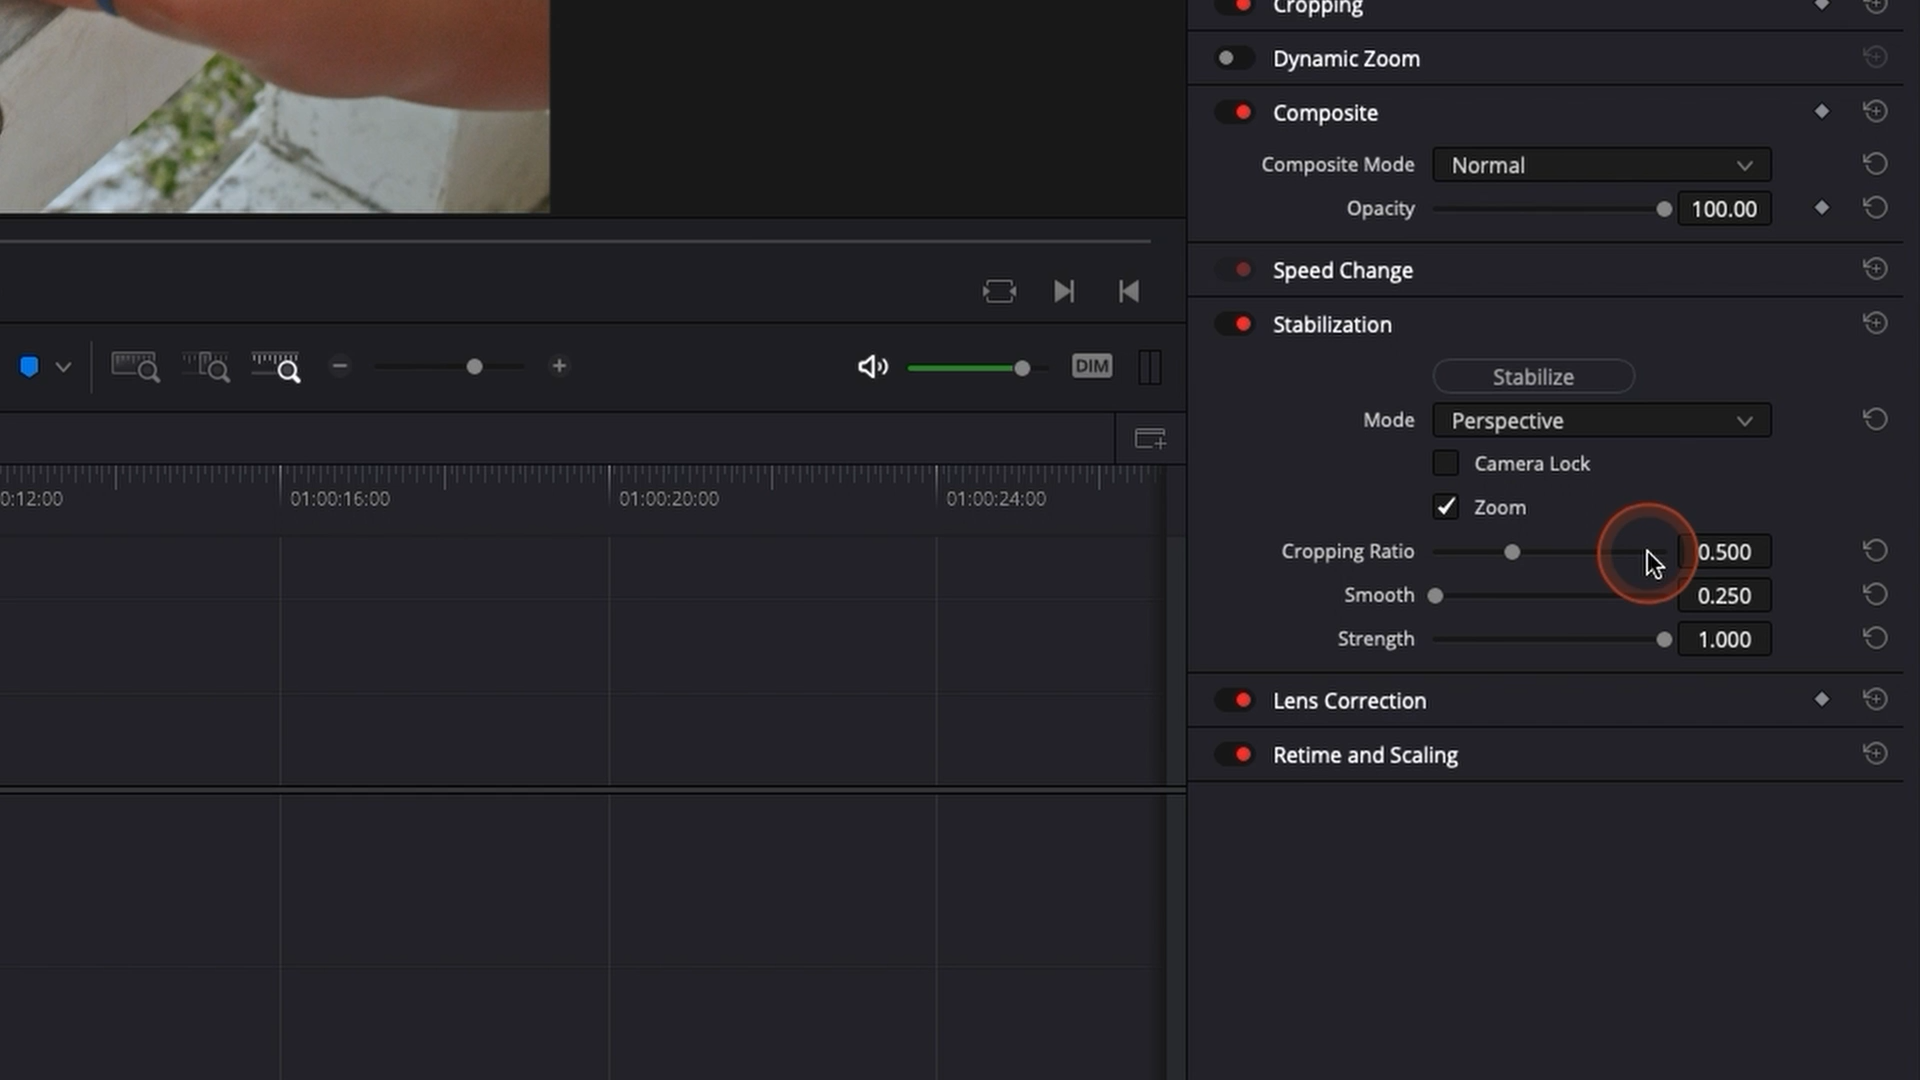 Cropping
Dynamic Zoom
Composite
Composite Mode Normal
Opacity 100.00
Speed Change
Stabilization
Stabilize
Mode Perspective
Camera Lock
Zoom
Cropping Ratio 0.500
Smooth 0.250
Strength 1.000
Lens Correction
Retime and Scaling
DIM
0:12:00 01:00:16:00 01:00:20:00 01:00:24:00